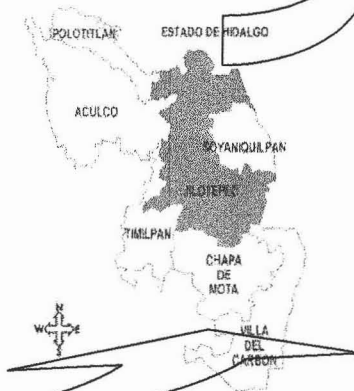 POLOTITLAN
ESTADO DE HIDALGO
ACULCO
SOYANIQUILPAN
JILOTEPEC
TIMILPAN
CHAPA
DE
MOTA
N
W E
S
VILLA
DEL
CARBON